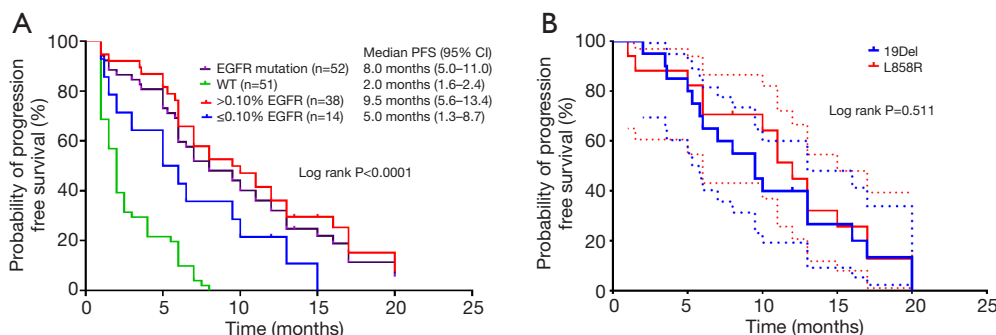 A
Probability of progression
free survival (%)
100
80
60
40
20
0
0 5 10 15 20 25
Time (months)
Median PFS (95% CI)
EGFR mutation (n=52) 8.0 months (5.0–11.0)
WT (n=51) 2.0 months (1.6–2.4)
>0.10% EGFR (n=38) 9.5 months (5.6–13.4)
≤0.10% EGFR (n=14) 5.0 months (1.3–8.7)
Log rank P<0.0001
B
Probability of progression
free survival (%)
100
80
60
40
20
0
0 5 10 15 20 25
Time (months)
19Del
L858R
Log rank P=0.511